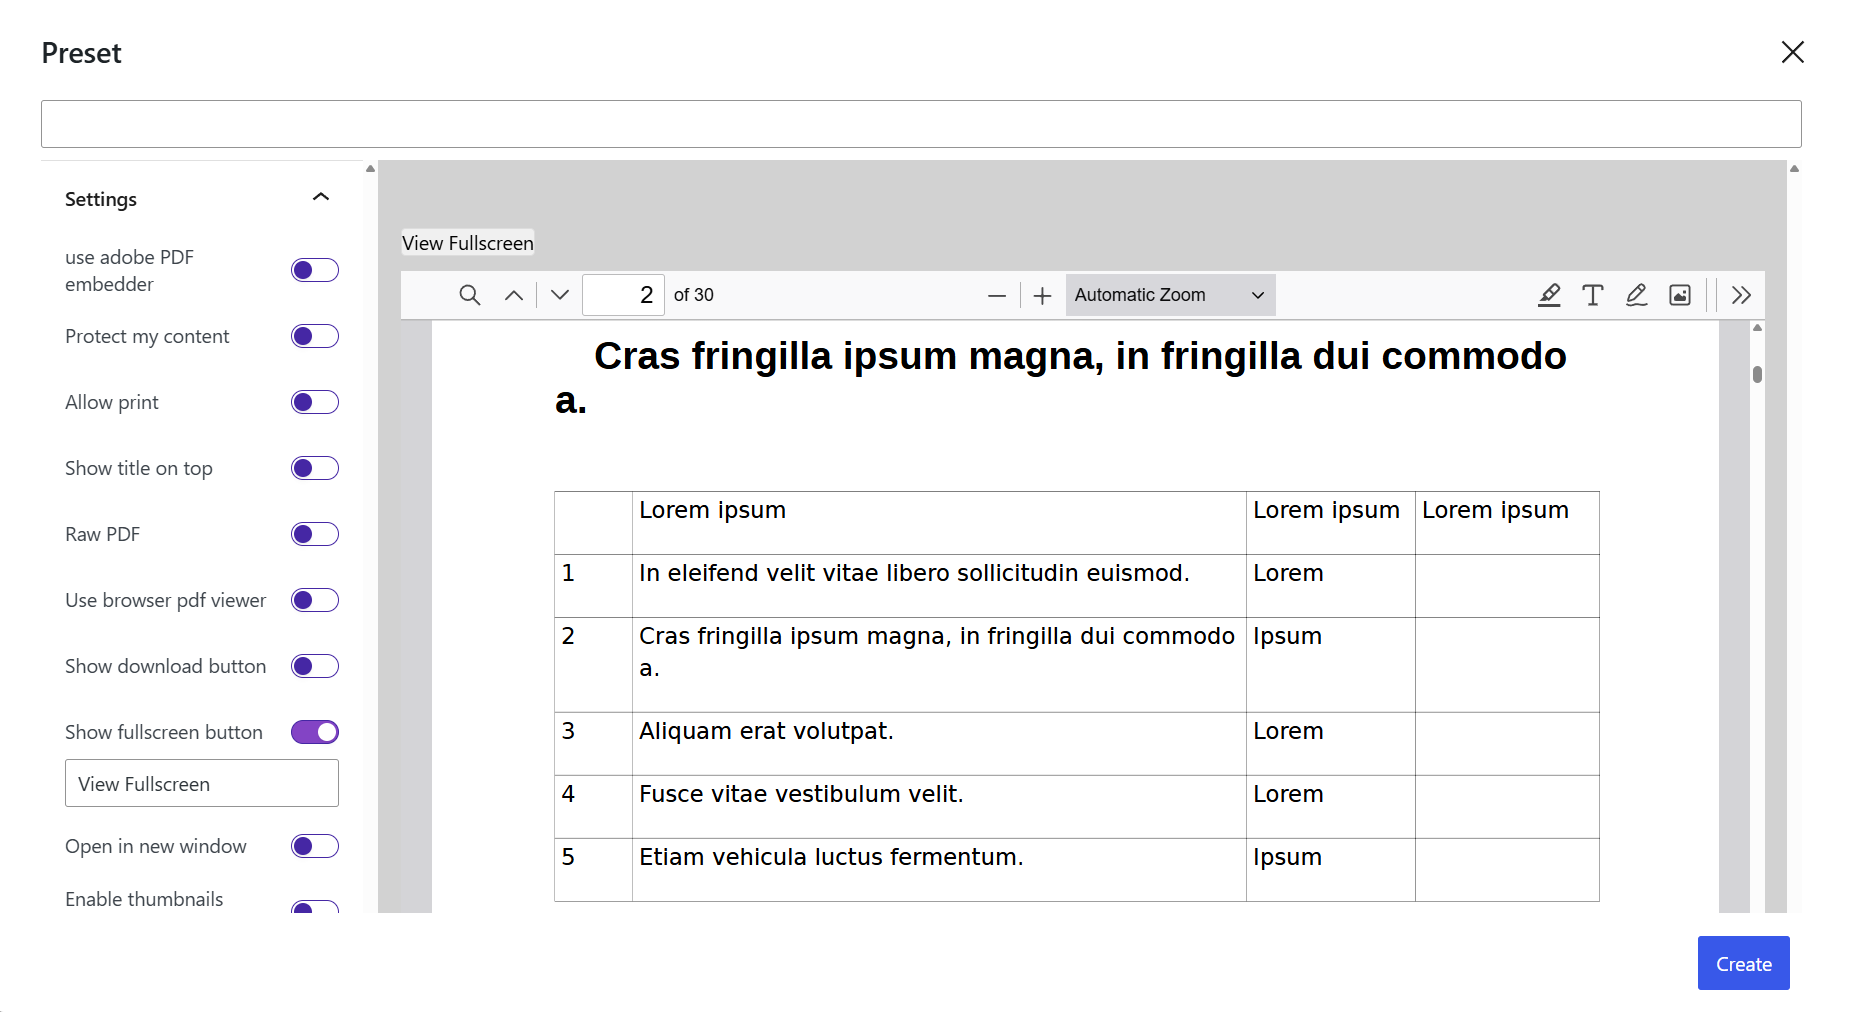 Preset
Settings
use adobe PDF
embedder
Protect my content
Allow print
Show title on top
Raw PDF
Use browser pdf viewer
Show download button
Show fullscreen button
View Fullscreen
Open in new window
Enable thumbnails
View Fullscreen
2 of 30
Automatic Zoom
Cras fringilla ipsum magna, in fringilla dui commodo
a.
Lorem ipsum Lorem ipsum Lorem ipsum
1 In eleifend velit vitae libero sollicitudin euismod. Lorem
2 Cras fringilla ipsum magna, in fringilla dui commodo Ipsum
a.
3 Aliquam erat volutpat. Lorem
4 Fusce vitae vestibulum velit. Lorem
5 Etiam vehicula luctus fermentum. Ipsum
Create